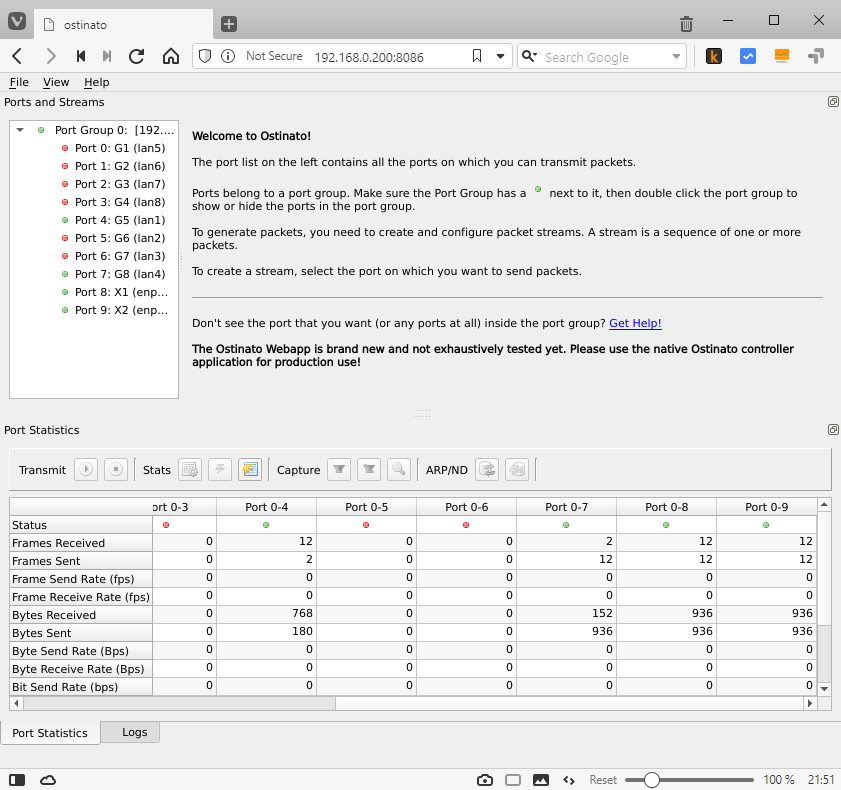 ostinato
Not Secure 192.168.0.200:8086 Search Google
File View Help
Ports and Streams
Port Group 0: [192....
Port 0: G1 (lan5)
Port 1: G2 (lan6)
Port 2: G3 (lan7)
Port 3: G4 (lan8)
Port 4: G5 (lan1)
Port 5: G6 (lan2)
Port 6: G7 (lan3)
Port 7: G8 (lan4)
Port 8: X1 (enp...
Port 9: X2 (enp...
Welcome to Ostinato!
The port list on the left contains all the ports on which you can transmit packets.
Ports belong to a port group. Make sure the Port Group has a next to it, then double click the port group to
show or hide the ports in the port group.
To generate packets, you need to create and configure packet streams. A stream is a sequence of one or more
packets.
To create a stream, select the port on which you want to send packets.
Don't see the port that you want (or any ports at all) inside the port group? Get Help!
The Ostinato Webapp is brand new and not exhaustively tested yet. Please use the native Ostinato controller
application for production use!
Port Statistics
Transmit Stats Capture ARP/ND
ort 0-3 Port 0-4 Port 0-5 Port 0-6 Port 0-7 Port 0-8 Port 0-9
Status
Frames Received 0 12 0 0 2 12 12
Frames Sent 0 2 0 0 12 12 12
Frame Send Rate (fps) 0 0 0 0 0 0 0
Frame Receive Rate (fps) 0 0 0 0 0 0 0
Bytes Received 0 768 0 0 152 936 936
Bytes Sent 0 180 0 0 936 936 936
Byte Send Rate (Bps) 0 0 0 0 0 0 0
Byte Receive Rate (Bps) 0 0 0 0 0 0 0
Bit Send Rate (bps) 0 0 0 0 0 0 0
Port Statistics Logs
Reset 100 % 21:51